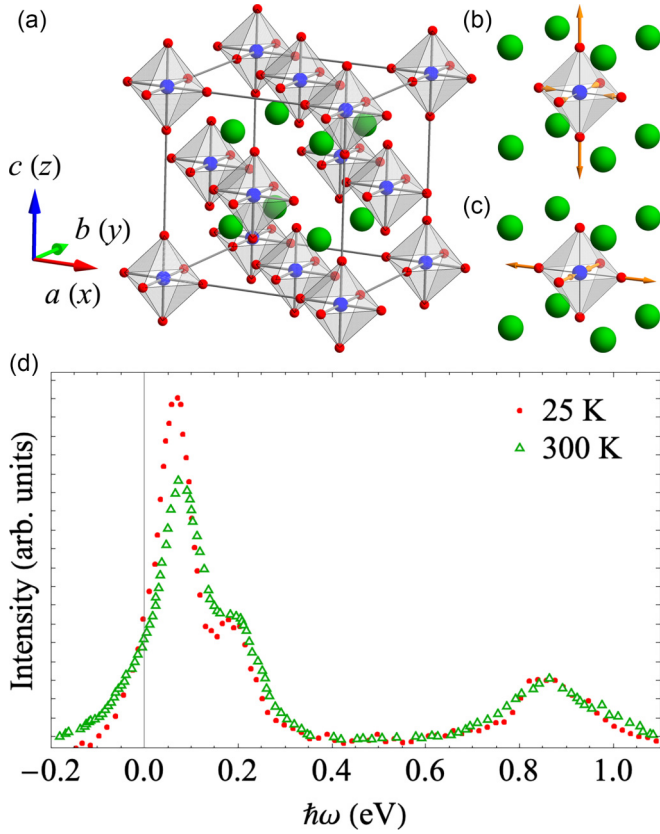 (a)
(b)
c (z)
b (y)
a (x)
(c)
(d)
25 K
300 K
Intensity (arb. units)
−0.2 0.0 0.2 0.4 0.6 0.8 1.0
ħω (eV)